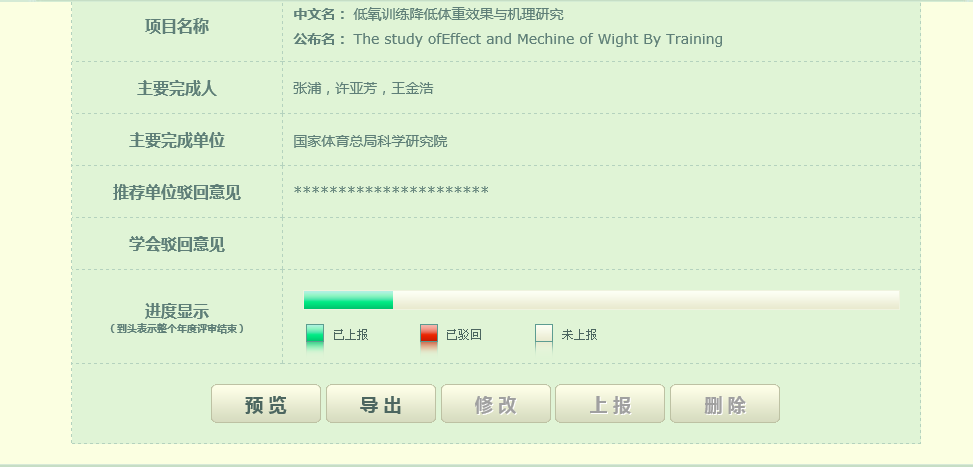 中文名： 低氧训练降低体重效果与机理研究
项目名称
公布名： The study ofEffect and Mechine of Wight By Training
主要完成人 张浦，许亚芳，王金浩
主要完成单位 国家体育总局科学研究院
推荐单位驳回意见 **********************
学会驳回意见
进度显示
（到头表示整个年度评审结束）
已上报 已驳回 未上报
预览 导出 修改 上报 删除